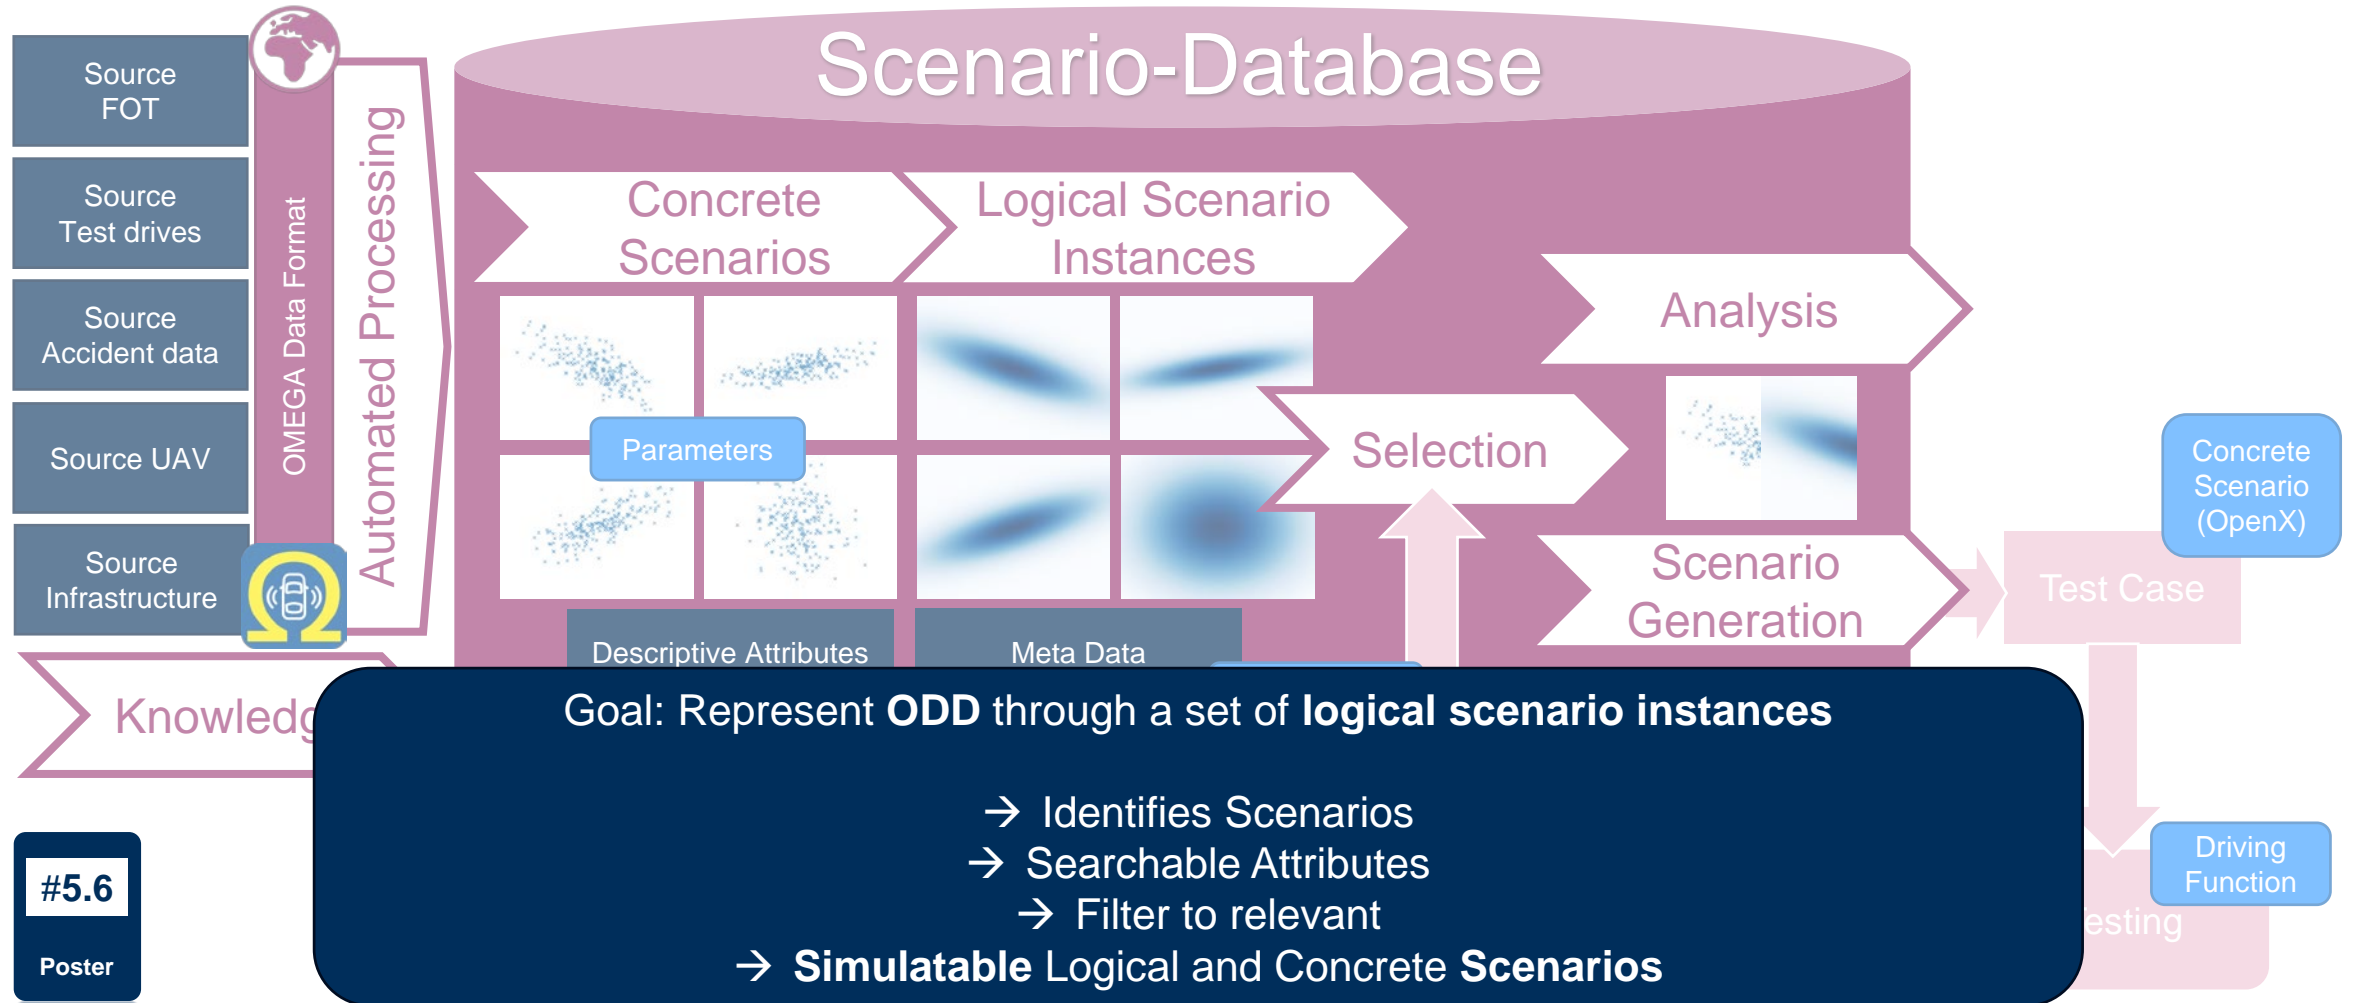 Scenario-Database
Source
FOT
Source
Test drives
Source
Accident data
Source UAV
Source
Infrastructure
OMEGA Data Format
Automated Processing
Concrete
Scenarios
Logical Scenario
Instances
Parameters
Selection
Analysis
Scenario
Generation
Concrete
Scenario
(OpenX)
Test Case
Descriptive Attributes
Meta Data
Goal: Represent ODD through a set of logical scenario instances
→ Identifies Scenarios
→ Searchable Attributes
→ Filter to relevant
→ Simulatable Logical and Concrete Scenarios
Driving
Function
#5.6
Poster